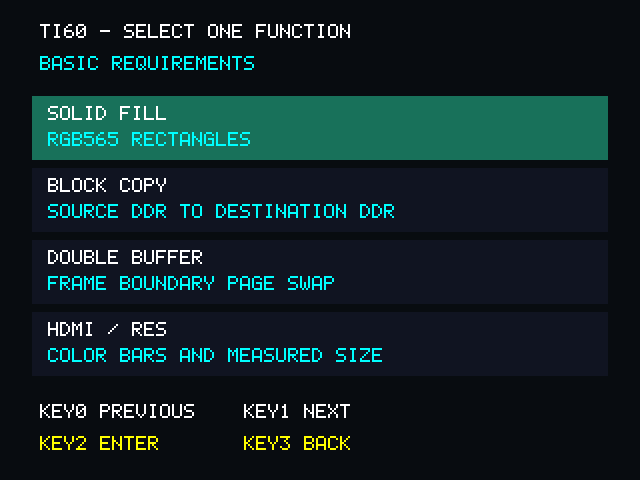 TI60 - SELECT ONE FUNCTION
BASIC REQUIREMENTS
SOLID FILL
RGB565 RECTANGLES
BLOCK COPY
SOURCE DDR TO DESTINATION DDR
DOUBLE BUFFER
FRAME BOUNDARY PAGE SWAP
HDMI / RES
COLOR BARS AND MEASURED SIZE
KEY0 PREVIOUS    KEY1 NEXT
KEY2 ENTER       KEY3 BACK